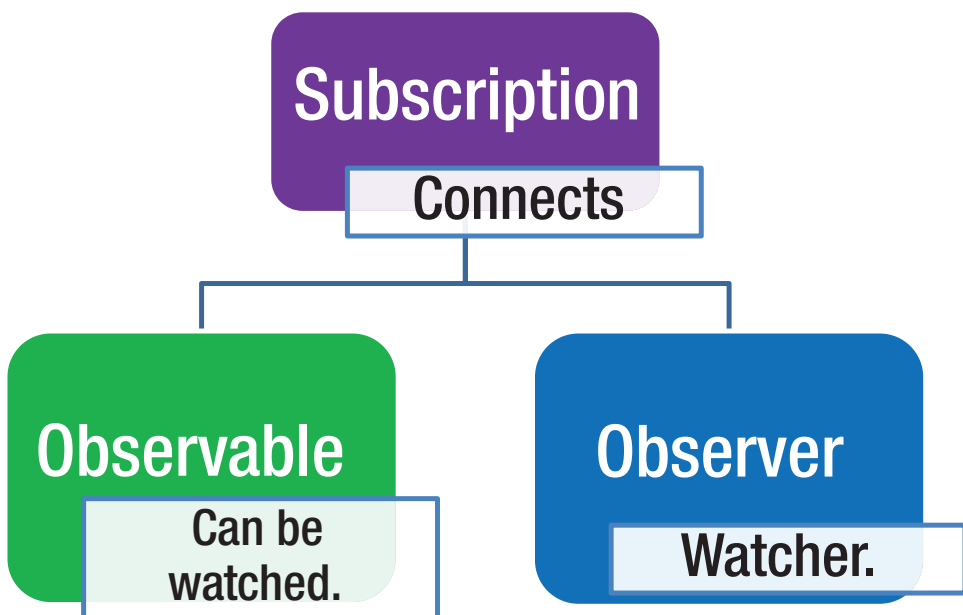 Subscription
Connects
Observable
Can be
watched.
Observer
Watcher.